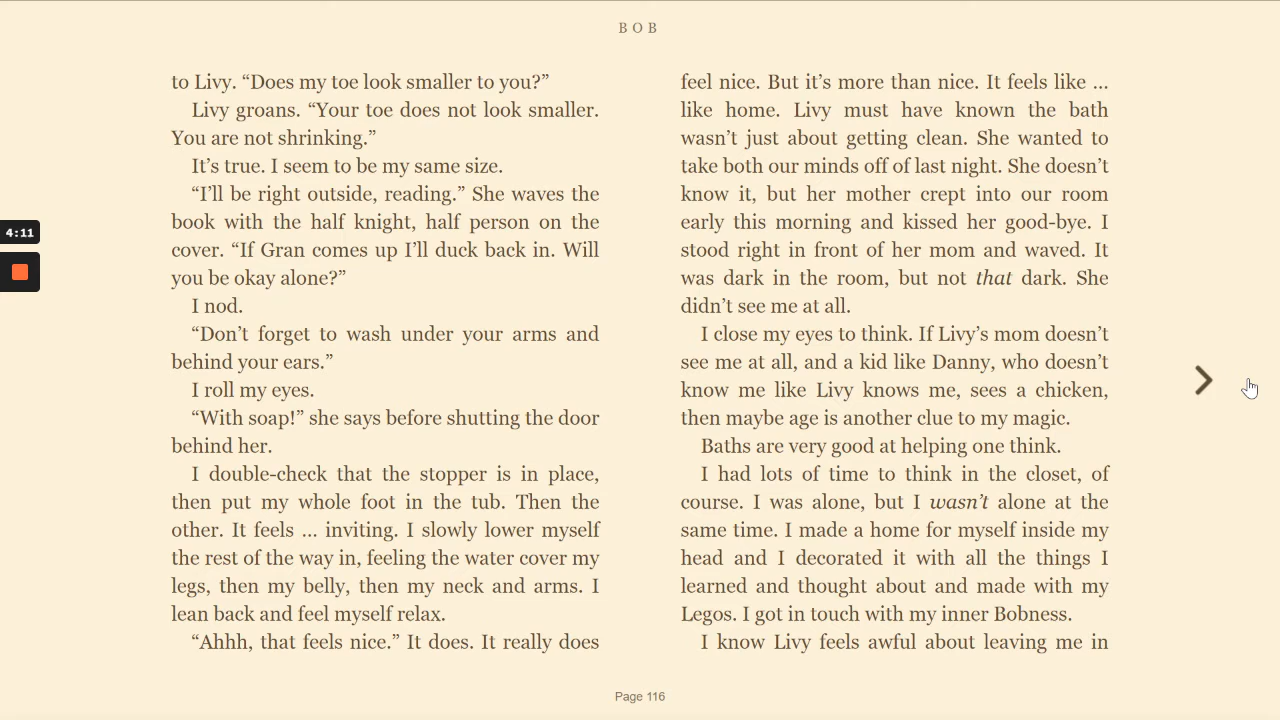 BOB
to Livy. “Does my toe look smaller to you?”
Livy groans. “Your toe does not look smaller.
You are not shrinking.”
It’s true. I seem to be my same size.
“I’ll be right outside, reading.” She waves the
book with the half knight, half person on the
cover. “If Gran comes up I’ll duck back in. Will
you be okay alone?”
I nod.
“Don’t forget to wash under your arms and
behind your ears.”
I roll my eyes.
“With soap!” she says before shutting the door
behind her.
I double-check that the stopper is in place,
then put my whole foot in the tub. Then the
other. It feels ... inviting. I slowly lower myself
the rest of the way in, feeling the water cover my
legs, then my belly, then my neck and arms. I
lean back and feel myself relax.
“Ahhh, that feels nice.” It does. It really does
feel nice. But it’s more than nice. It feels like ...
like home. Livy must have known the bath
wasn’t just about getting clean. She wanted to
take both our minds off of last night. She doesn’t
know it, but her mother crept into our room
early this morning and kissed her good-bye. I
stood right in front of her mom and waved. It
was dark in the room, but not that dark. She
didn’t see me at all.
I close my eyes to think. If Livy’s mom doesn’t
see me at all, and a kid like Danny, who doesn’t
know me like Livy knows me, sees a chicken,
then maybe age is another clue to my magic.
Baths are very good at helping one think.
I had lots of time to think in the closet, of
course. I was alone, but I wasn’t alone at the
same time. I made a home for myself inside my
head and I decorated it with all the things I
learned and thought about and made with my
Legos. I got in touch with my inner Bobness.
I know Livy feels awful about leaving me in
4:11
Page 116